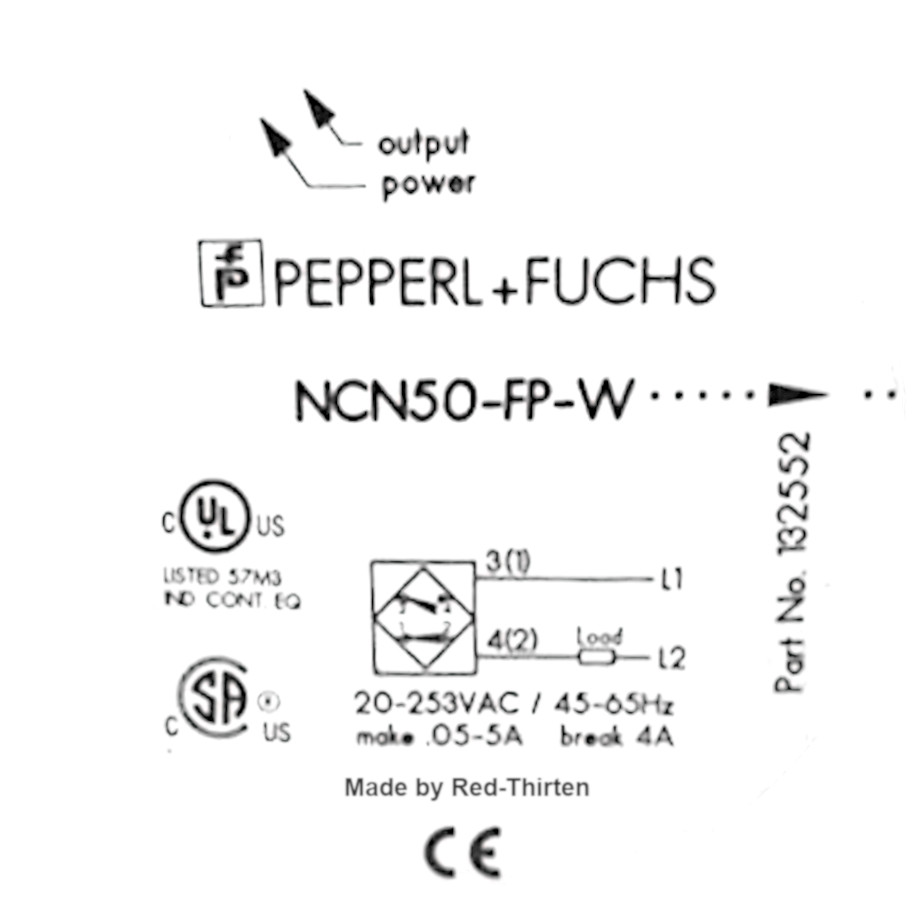 output
power
PEPPERL+FUCHS
NCN50-FP-W
Part No. 132552
C UL US
LISTED 57M3
IND CONT. EQ
3(1) L1
4(2) Load L2
C SA US
20-253VAC / 45-65Hz
make .05-5A break 4A
Made by Red-Thirten
CE